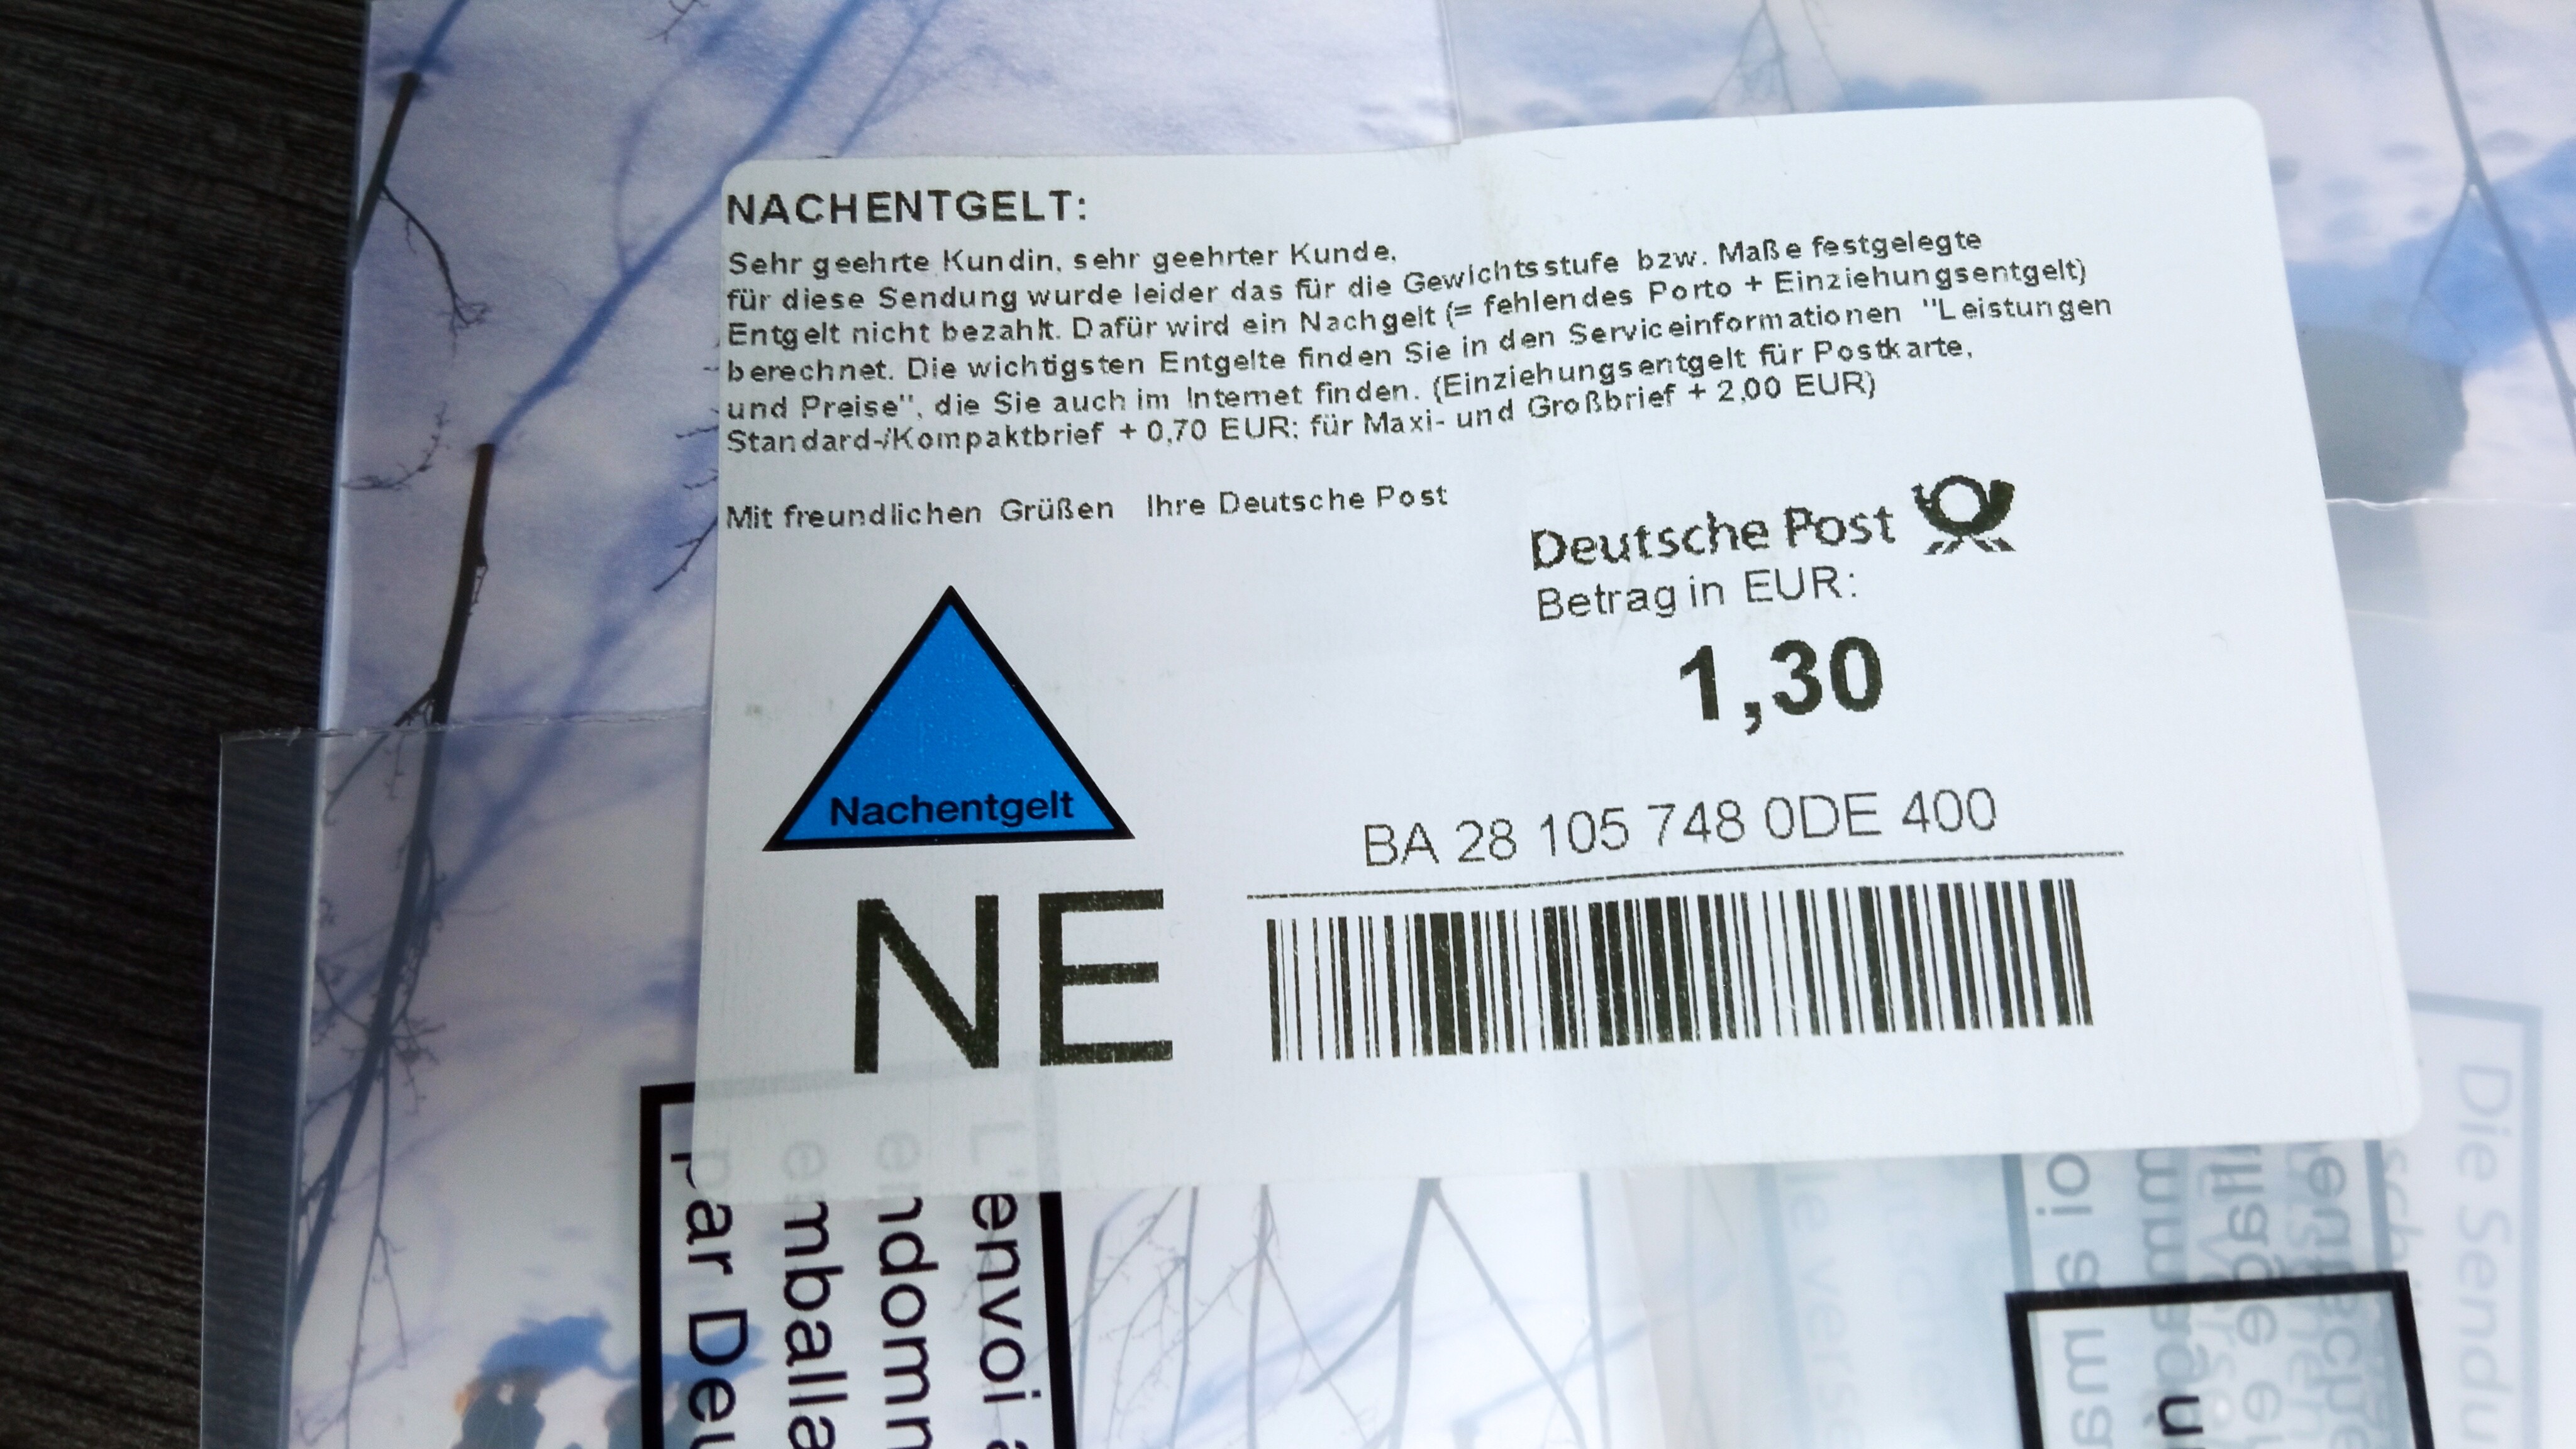 NACHENTGELT:
Sehr geehrte Kundin, sehr geehrter Kunde,
für diese Sendung wurde leider das für die Gewichtsstufe bzw. Maße festgelegte
Entgelt nicht bezahlt. Dafür wird ein Nachgelt (= fehlendes Porto + Einziehungsentgelt)
berechnet. Die wichtigsten Entgelte finden Sie in den Serviceinformationen "Leistungen
und Preise", die Sie auch im Internet finden. (Einziehungsentgelt für Postkarte,
Standard-/Kompaktbrief + 0,70 EUR; für Maxi- und Großbrief + 2,00 EUR)
Mit freundlichen Grüßen Ihre Deutsche Post
Deutsche Post
Betrag in EUR:
1,30
Nachentgelt
BA 28 105 748 0DE 400
NE
L'envoi a
endomm
emballa
par Deu
Die Sendu